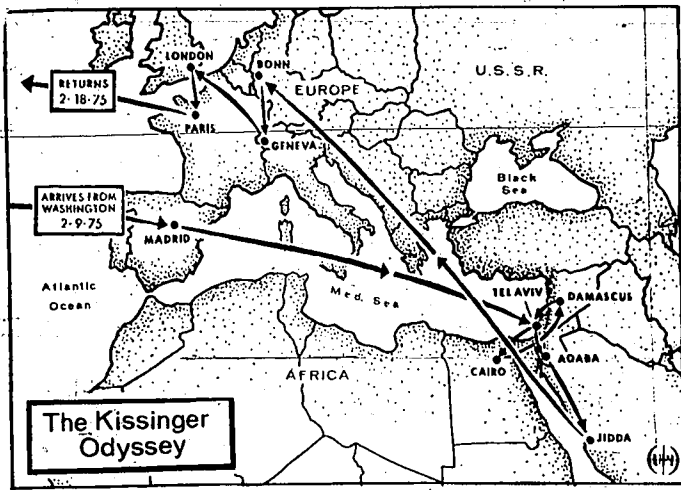 LONDON
BONN
U.S.S.R.
RETURNS
2-18-75
EUROPE
PARIS
GENEVA
Black
Sea
ARRIVES FROM
WASHINGTON
2-9-75
MADRID
Atlantic
Ocean
Med. Sea
TEL AVIV
DAMASCUS
CAIRO
AQABA
AFRICA
The Kissinger
Odyssey
JIDDA